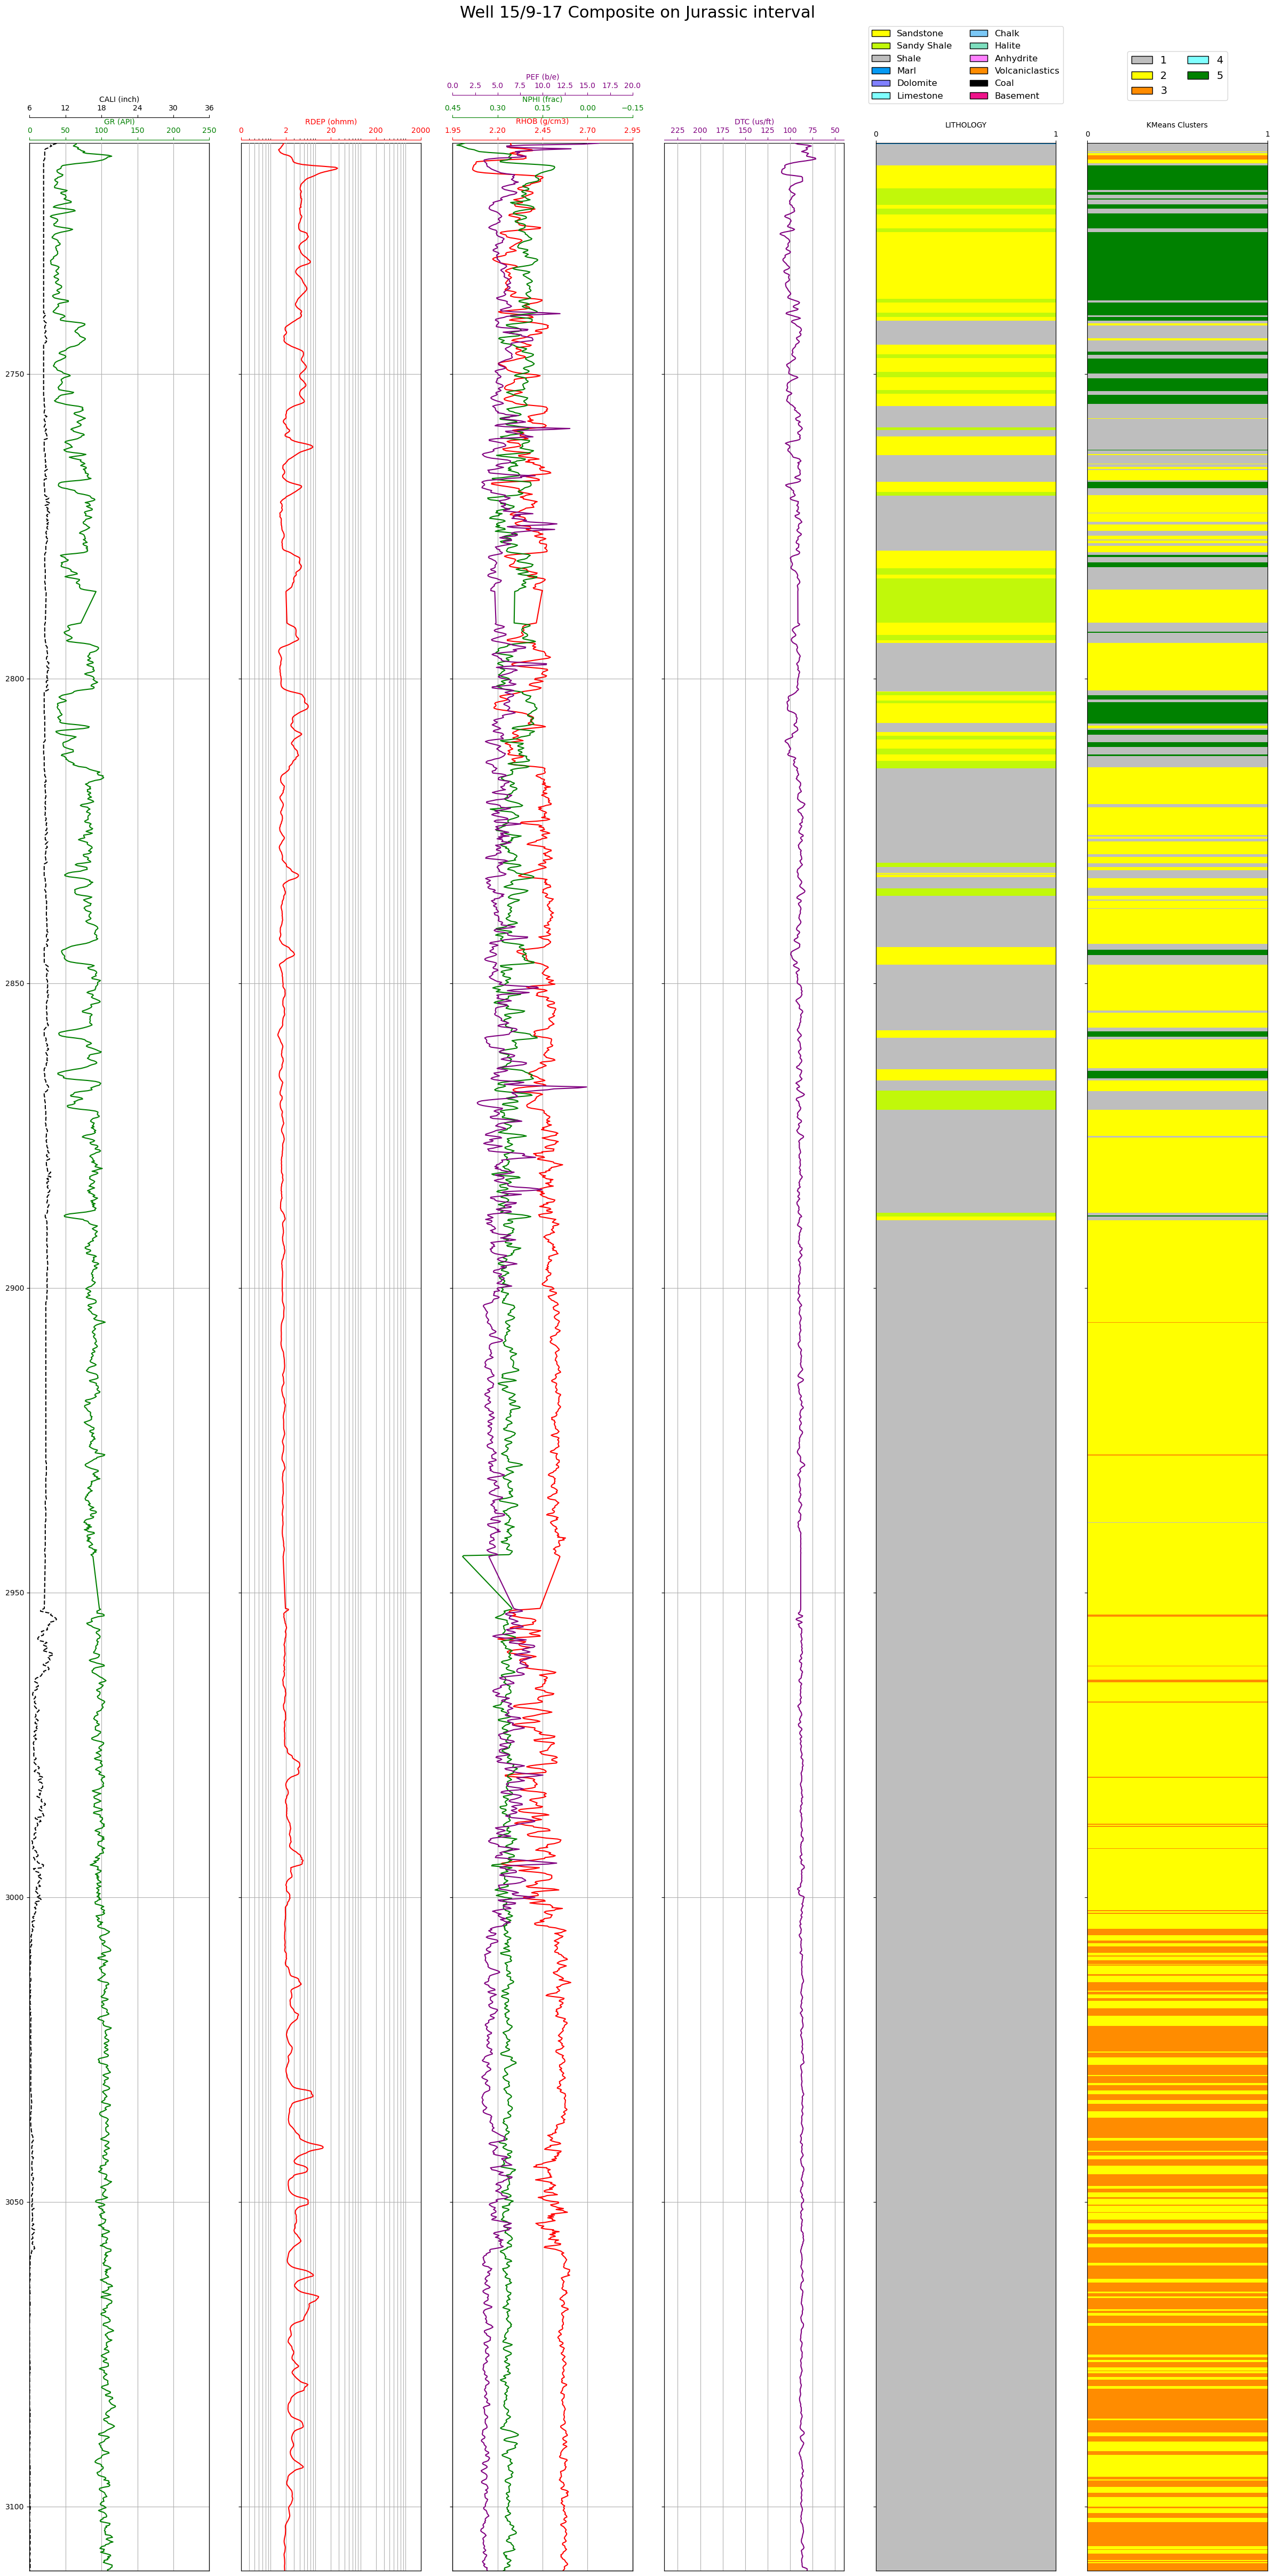 Well 15/9-17 Composite on Jurassic interval
Sandstone Chalk
Sandy Shale Halite
Shale Anhydrite
Marl Volcaniclastics
Dolomite Coal
Limestone Basement
1 4
2 5
3
PEF (b/e)
0.0 2.5 5.0 7.5 10.0 12.5 15.0 17.5 20.0
CALI (inch) NPHI (frac)
6 12 18 24 30 36 0.45 0.30 0.15 0.00 −0.15
GR (API) RDEP (ohmm) RHOB (g/cm3) DTC (us/ft) LITHOLOGY KMeans Clusters
0 50 100 150 200 250 0 2 20 200 2000 1.95 2.20 2.45 2.70 2.95 225 200 175 150 125 100 75 50 0 1 0 1
2750
2800
2850
2900
2950
3000
3050
3100